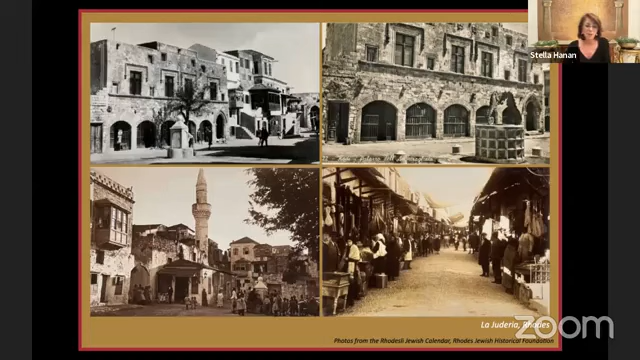 Stella Hanan
La Juderia, Rhodes
Photos from the Rhodesli Jewish Calendar, Rhodes Jewish Historical Foundation
zoom